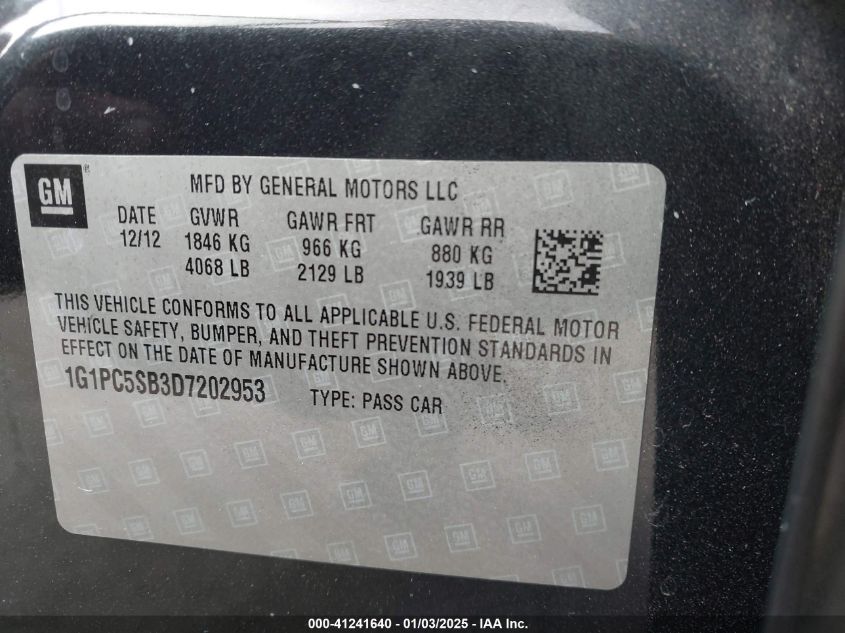 GM
MFD BY GENERAL MOTORS LLC
DATE GVWR GAWR FRT GAWR RR
12/12 1846 KG 966 KG 880 KG
4068 LB 2129 LB 1939 LB
THIS VEHICLE CONFORMS TO ALL APPLICABLE U.S. FEDERAL MOTOR
VEHICLE SAFETY, BUMPER, AND THEFT PREVENTION STANDARDS IN
EFFECT ON THE DATE OF MANUFACTURE SHOWN ABOVE.
1G1PC5SB3D7202953 TYPE: PASS CAR
000-41241640 - 01/03/2025 - IAA Inc.